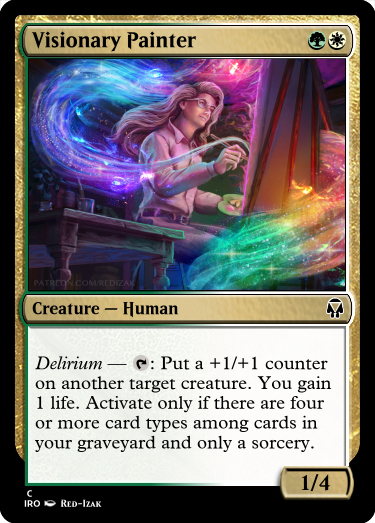 Visionary Painter
PATREON.COM/REDIZAK
Creature — Human
Delirium — : Put a +1/+1 counter
on another target creature. You gain
1 life. Activate only if there are four
or more card types among cards in
your graveyard and only a sorcery.
1/4
C
IRO Red-Izak